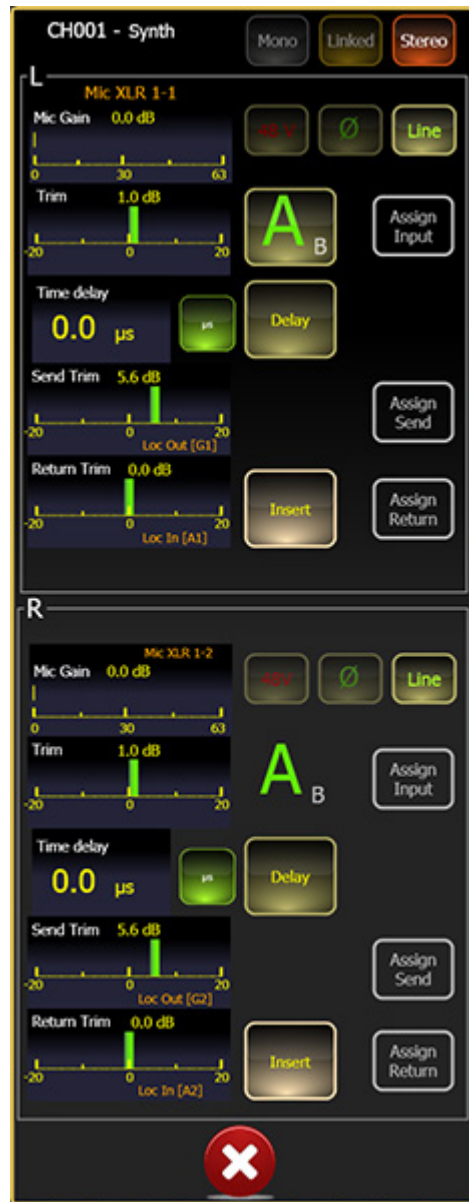 CH001 - Synth
Mono
Linked
Stereo
L
Mic XLR 1-1
Mic Gain 0.0 dB
0 30 63
48 V
Ø
Line
Trim 1.0 dB
-20 0 20
A B
Assign
Input
Time delay
0.0 µs
µs
Delay
Send Trim 5.6 dB
-20 0 20
Loc Out [G1]
Assign
Send
Return Trim 0.0 dB
-20 0 20
Loc In [A1]
Insert
Assign
Return
R
Mic XLR 1-2
Mic Gain 0.0 dB
0 30 63
48V
Ø
Line
Trim 1.0 dB
-20 0 20
A B
Assign
Input
Time delay
0.0 µs
µs
Delay
Send Trim 5.6 dB
-20 0 20
Loc Out [G2]
Assign
Send
Return Trim 0.0 dB
-20 0 20
Loc In [A2]
Insert
Assign
Return